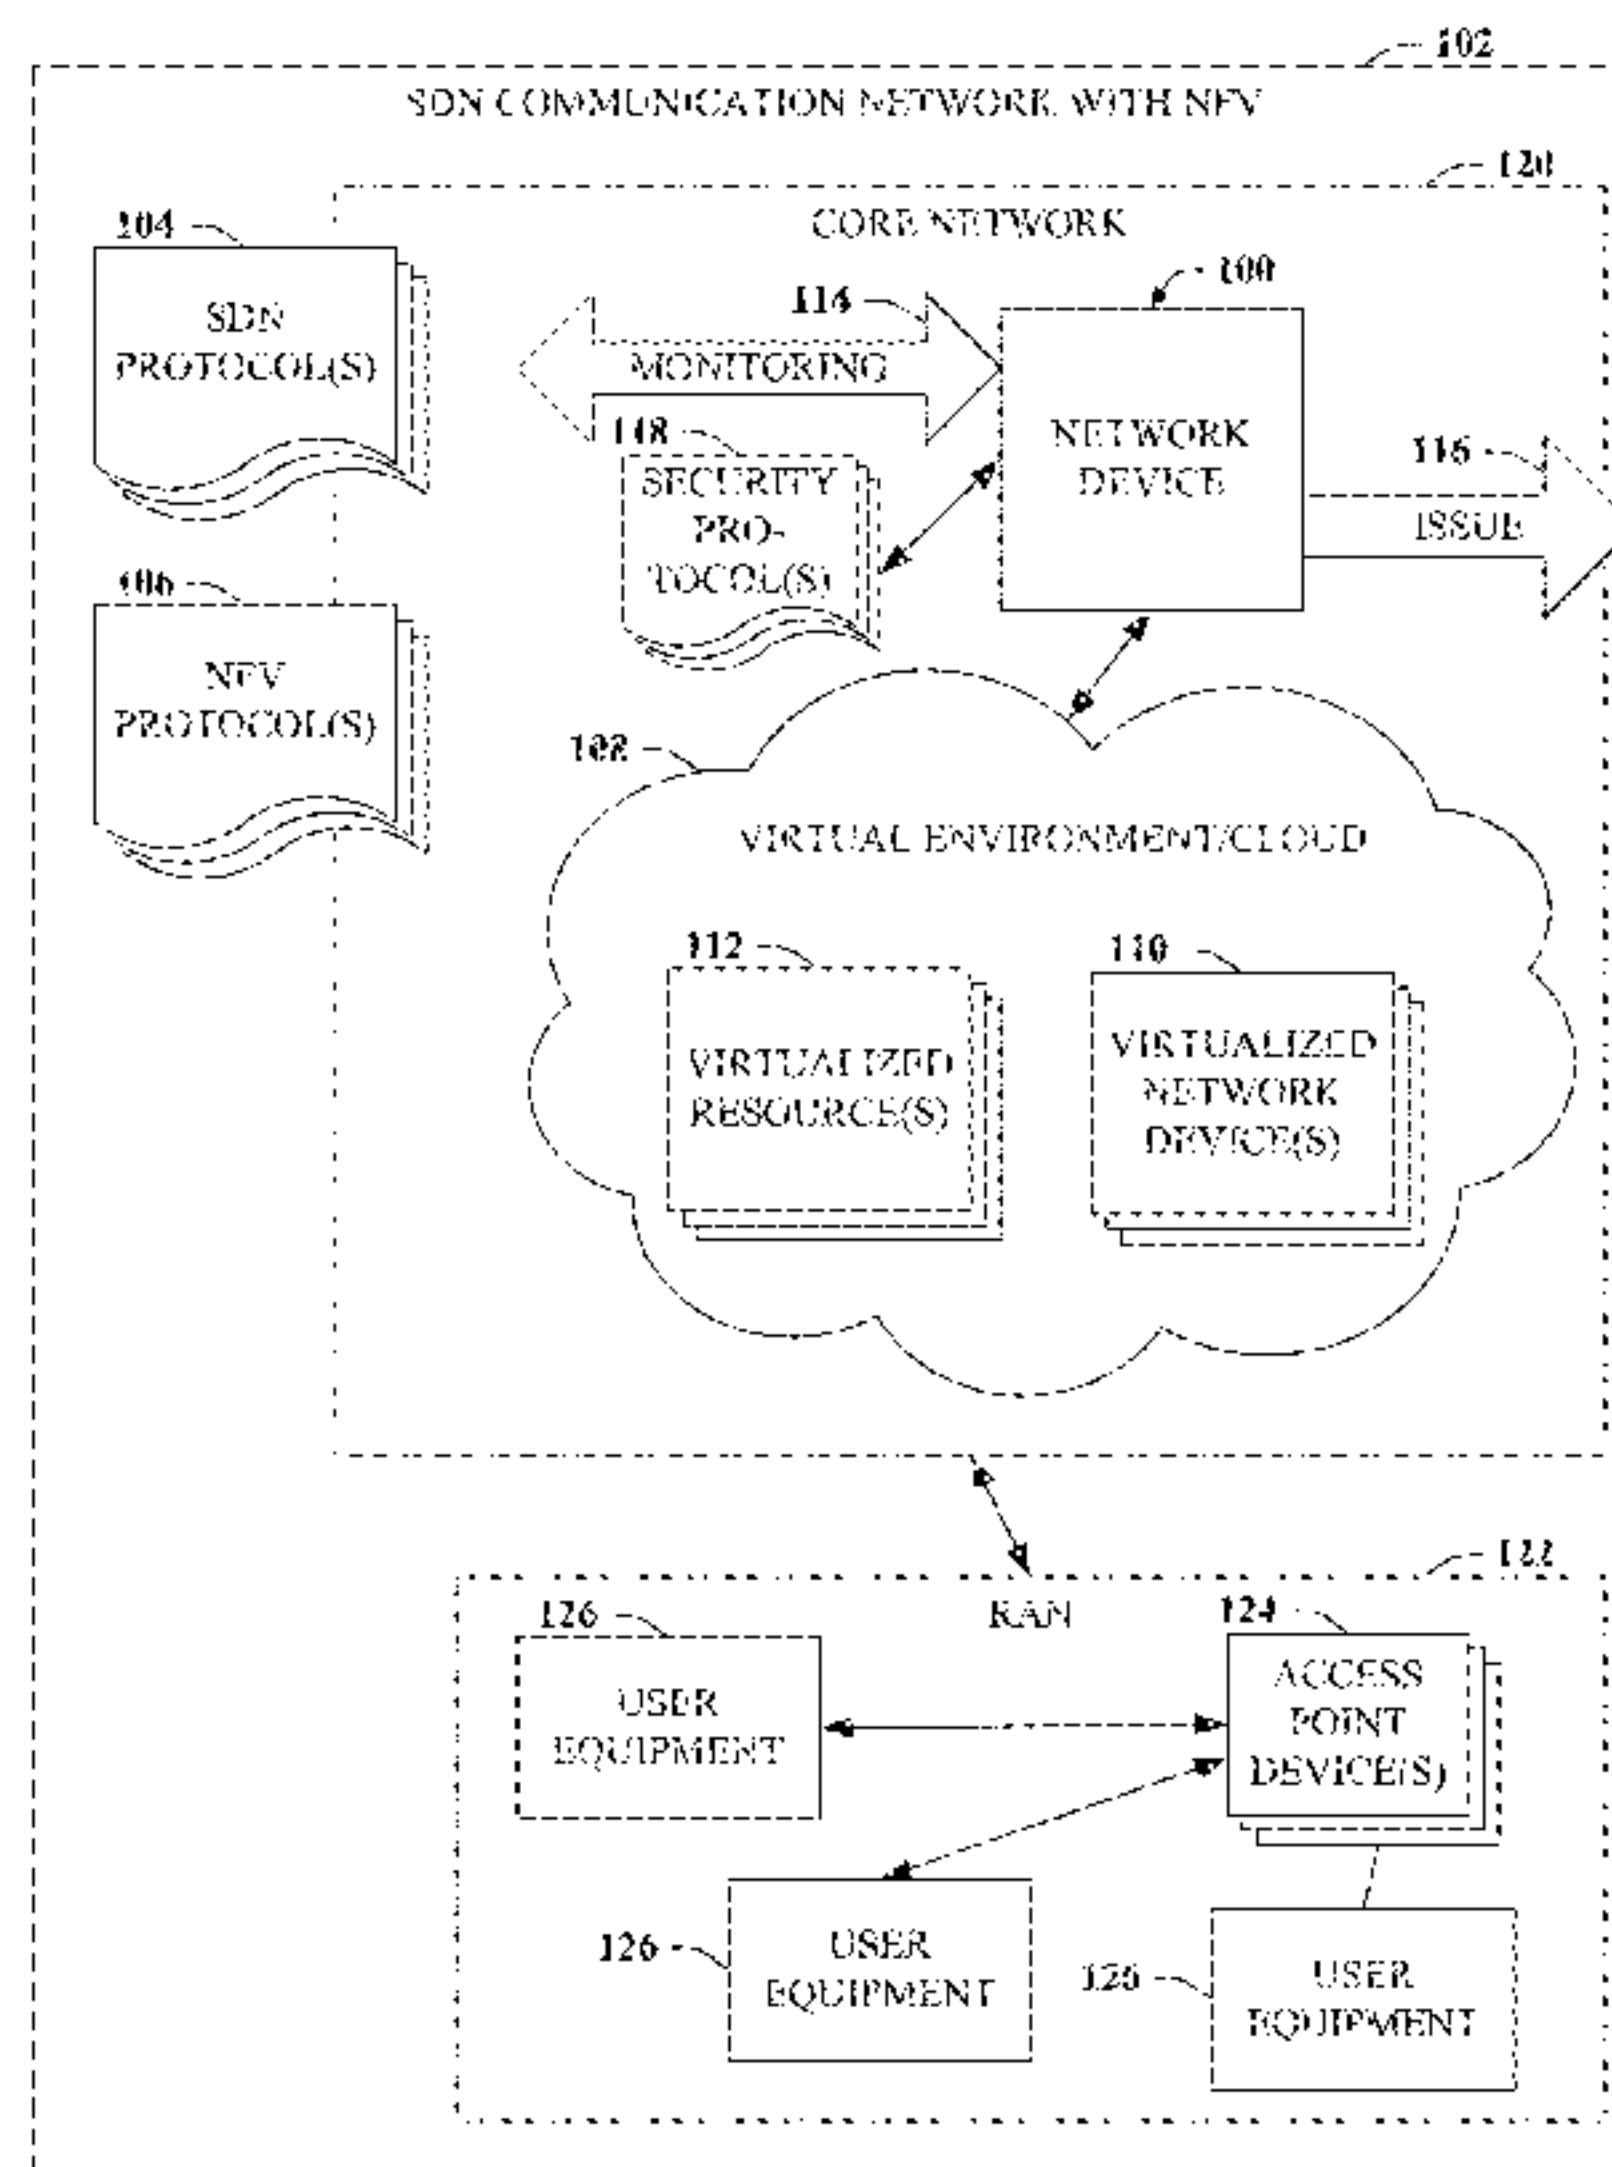 102
SDN COMMUNICATION NETWORK WITH NFV
120
CORE NETWORK
104
SDN
PROTOCOL(S)
100
114
MONITORING
NETWORK
DEVICE
118
SECURITY
PRO-
TOCOL(S)
116
ISSUE
106
NFV
PROTOCOL(S)
108
VIRTUAL ENVIRONMENT/CLOUD
112
VIRTUALIZED
RESOURCE(S)
110
VIRTUALIZED
NETWORK
DEVICE(S)
122
RAN
126
USER
EQUIPMENT
124
ACCESS
POINT
DEVICE(S)
126
USER
EQUIPMENT
126
USER
EQUIPMENT